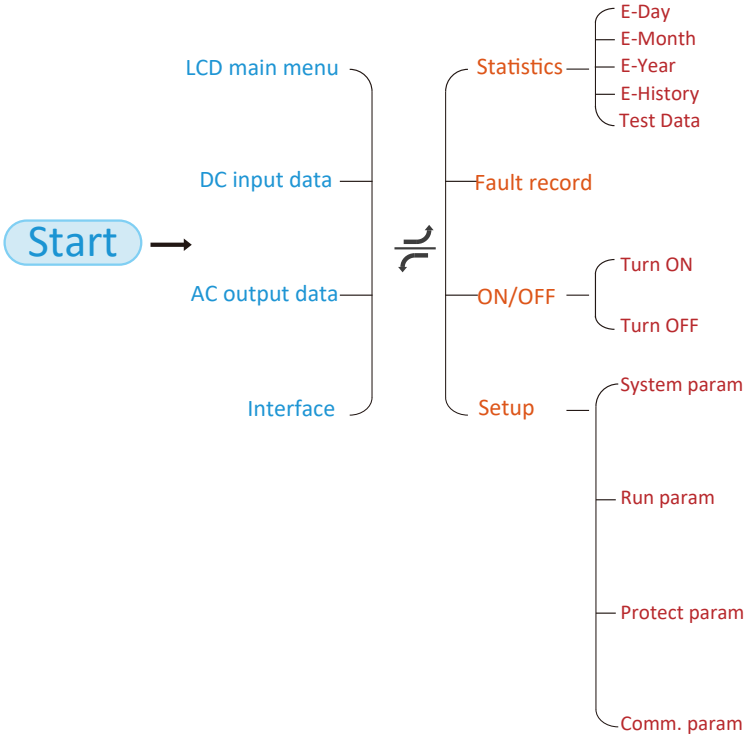 Start
LCD main menu
DC input data
AC output data
Interface
Statistics
Fault record
ON/OFF
Setup
E-Day
E-Month
E-Year
E-History
Test Data
Turn ON
Turn OFF
System param
Run param
Protect param
Comm. param